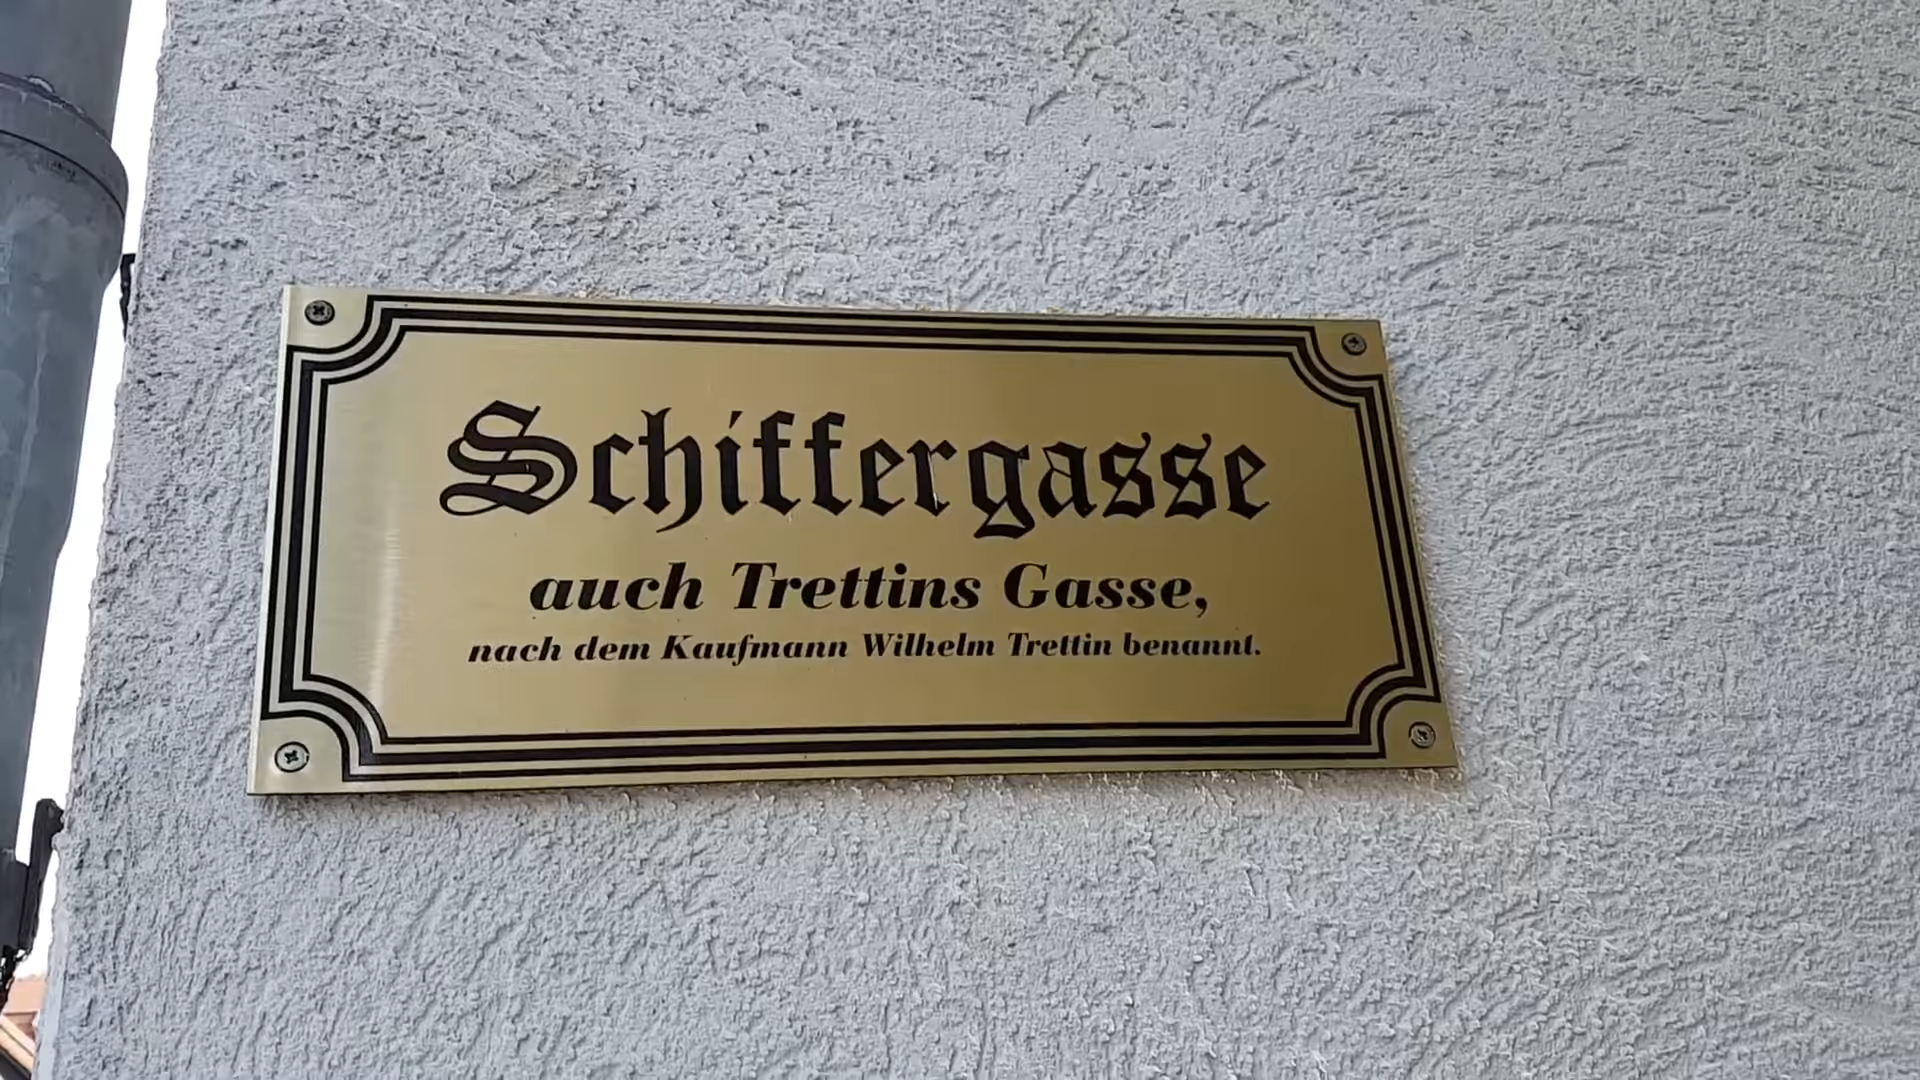 Schiffergasse
auch Trettins Gasse,
nach dem Kaufmann Wilhelm Trettin benannt.